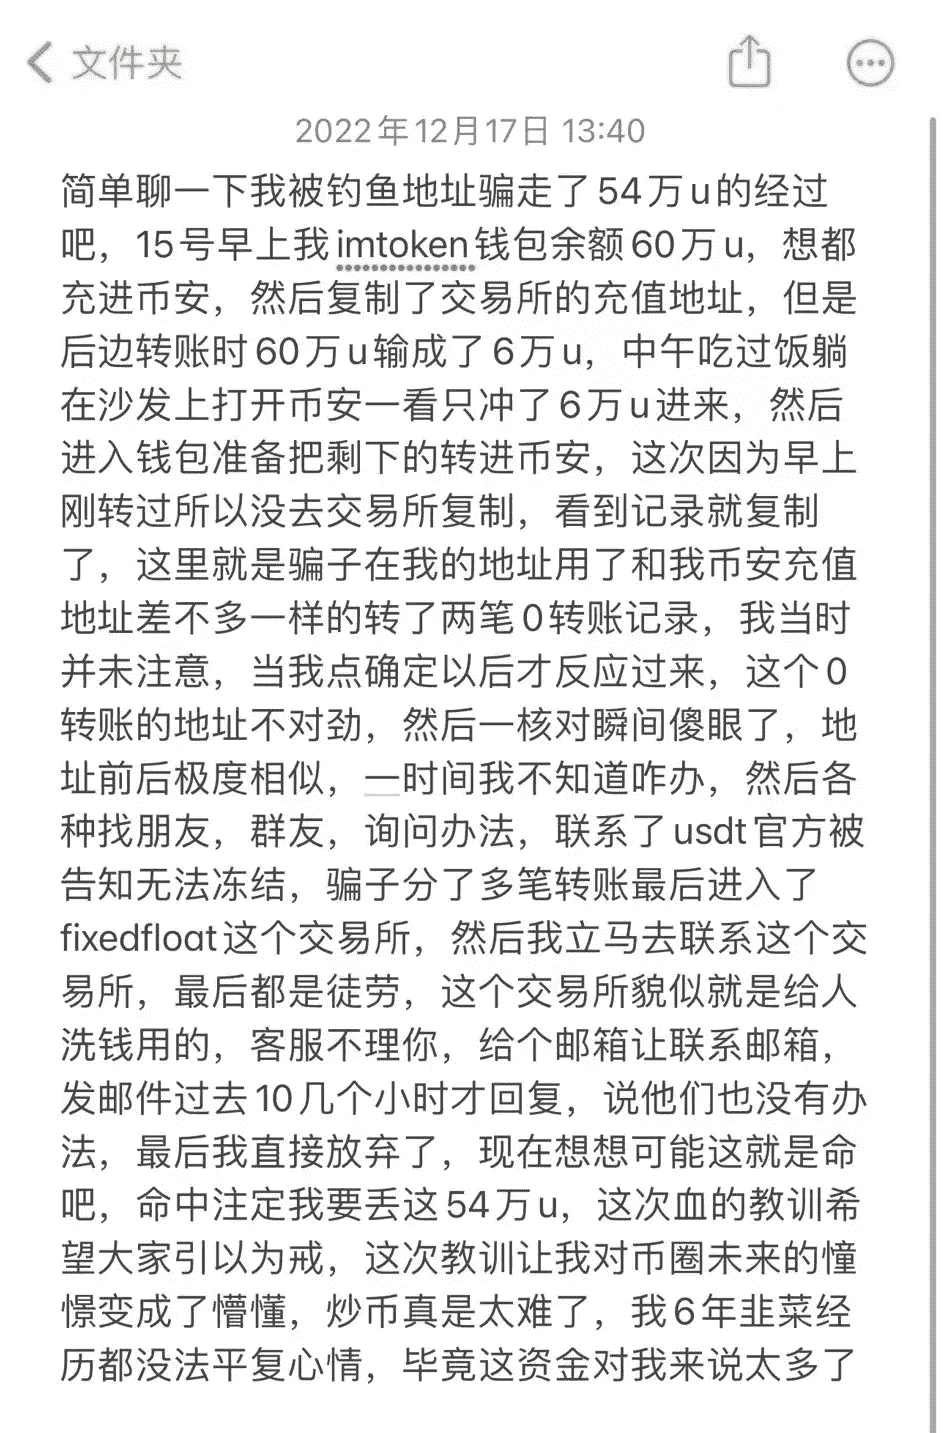 文件夹
2022年12月17日 13:40
简单聊一下我被钓鱼地址骗走了54万u的经过
吧，15号早上我imtoken钱包余额60万u，想都
充进币安，然后复制了交易所的充值地址，但是
后边转账时60万u输成了6万u，中午吃过饭躺
在沙发上打开币安一看只冲了6万u进来，然后
进入钱包准备把剩下的转进币安，这次因为早上
刚转过所以没去交易所复制，看到记录就复制
了，这里就是骗子在我的地址用了和我币安充值
地址差不多一样的转了两笔0转账记录，我当时
并未注意，当我点确定以后才反应过来，这个0
转账的地址不对劲，然后一核对瞬间傻眼了，地
址前后极度相似，一时间我不知道咋办，然后各
种找朋友，群友，询问办法，联系了usdt官方被
告知无法冻结，骗子分了多笔转账最后进入了
fixedfloat这个交易所，然后我立马去联系这个交
易所，最后都是徒劳，这个交易所貌似就是给人
洗钱用的，客服不理你，给个邮箱让联系邮箱，
发邮件过去10几个小时才回复，说他们也没有办
法，最后我直接放弃了，现在想想可能这就是命
吧，命中注定我要丢这54万u，这次血的教训希
望大家引以为戒，这次教训让我对币圈未来的憧
憬变成了懵懂，炒币真是太难了，我6年韭菜经
历都没法平复心情，毕竟这资金对我来说太多了